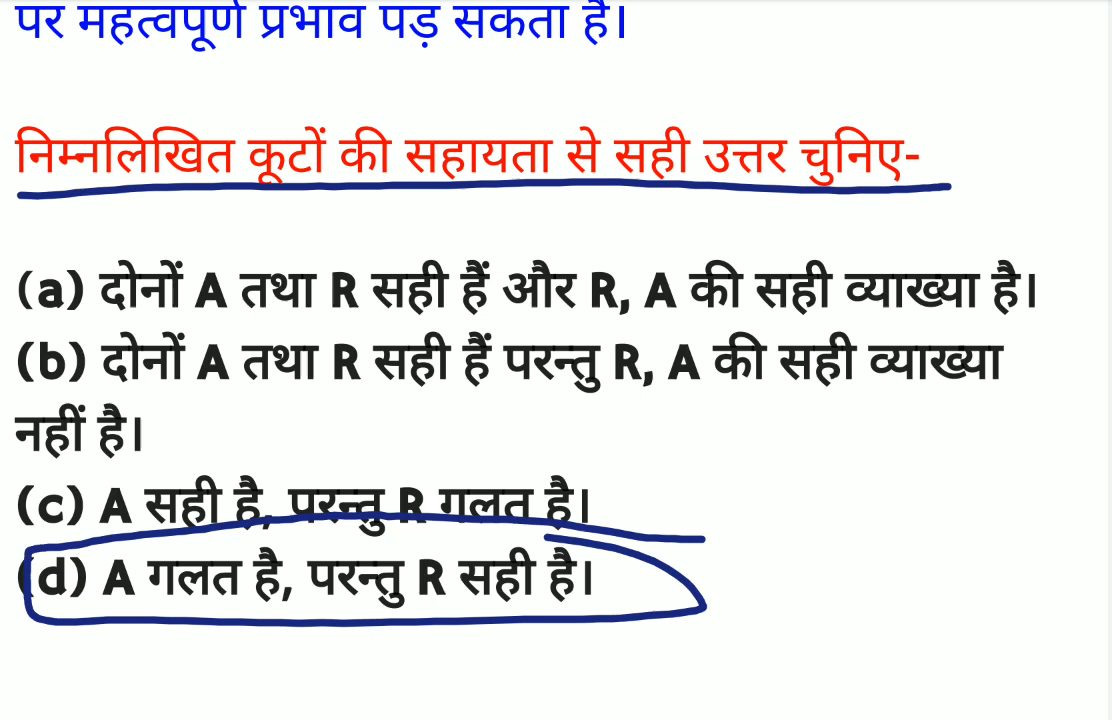 पर महत्वपूर्ण प्रभाव पड़ सकता है।
निम्नलिखित कूटों की सहायता से सही उत्तर चुनिए-
(a) दोनों A तथा R सही हैं और R, A की सही व्याख्या है।
(b) दोनों A तथा R सही हैं परन्तु R, A की सही व्याख्या
नहीं है।
(c) A सही है, परन्तु R गलत है।
(d) A गलत है, परन्तु R सही है।